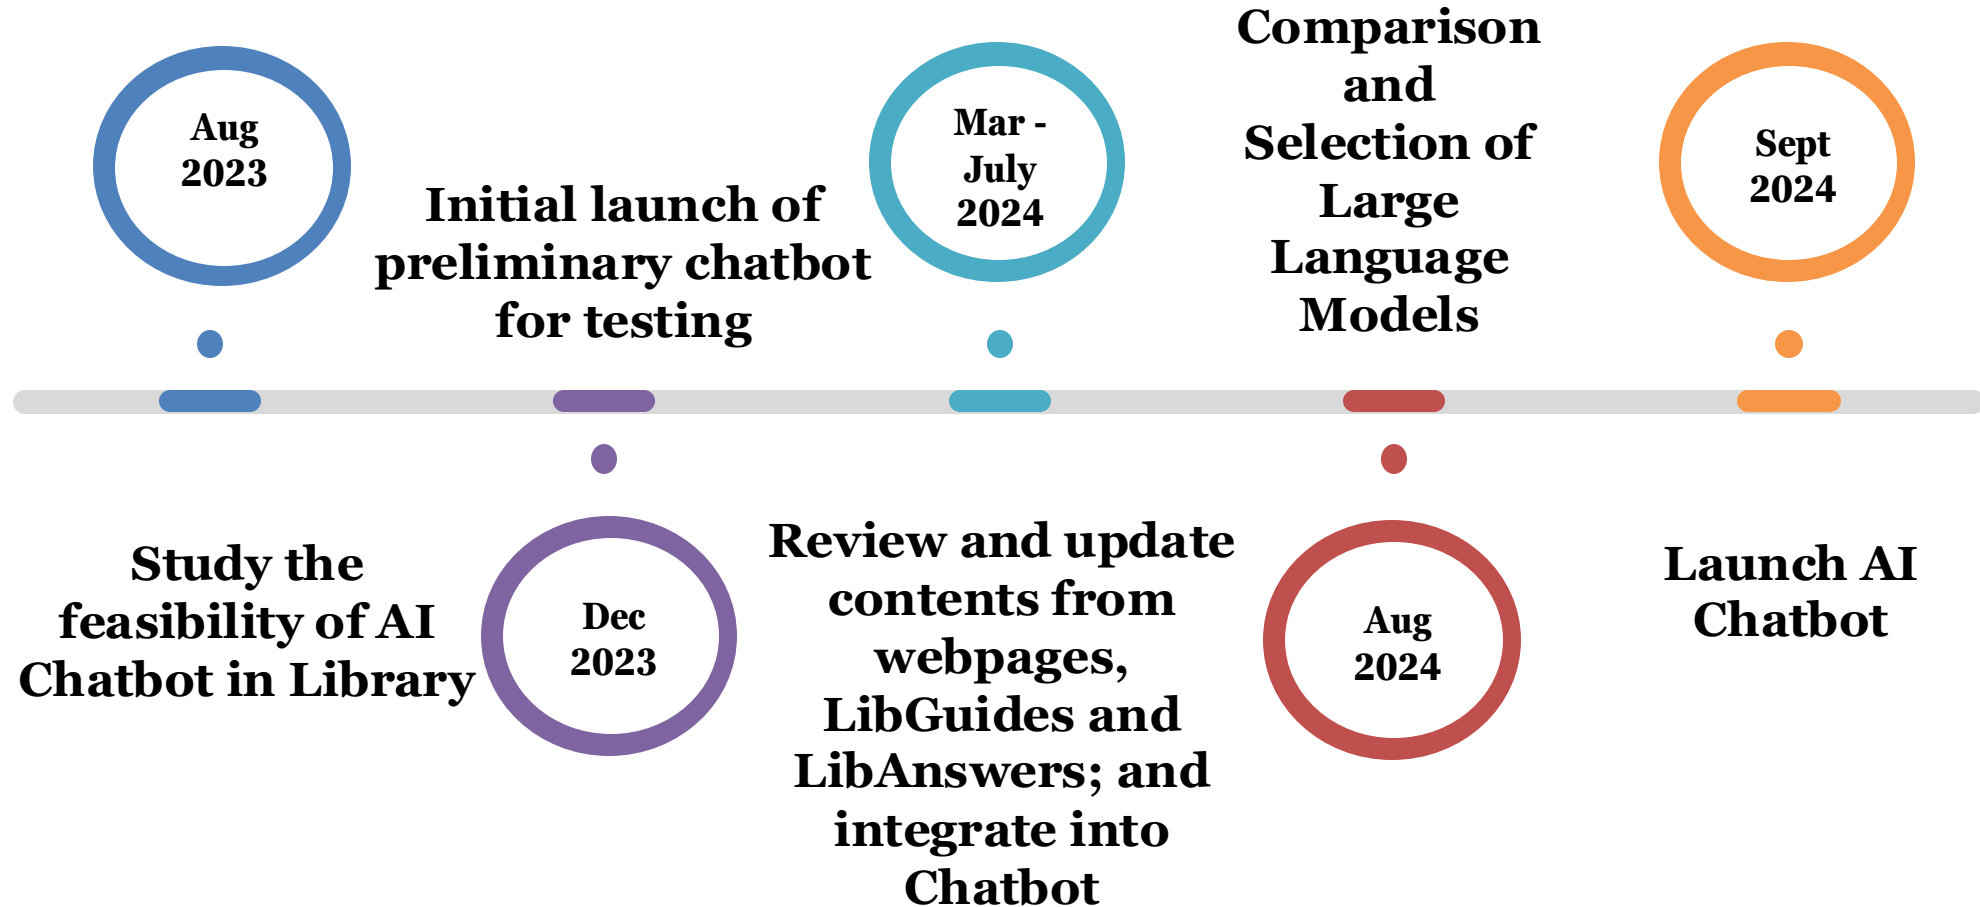 Aug
2023
Study the
feasibility of AI
Chatbot in Library
Initial launch of
preliminary chatbot
for testing
Dec
2023
Mar -
July
2024
Review and update
contents from
webpages,
LibGuides and
LibAnswers; and
integrate into
Chatbot
Comparison
and
Selection of
Large
Language
Models
Aug
2024
Sept
2024
Launch AI
Chatbot